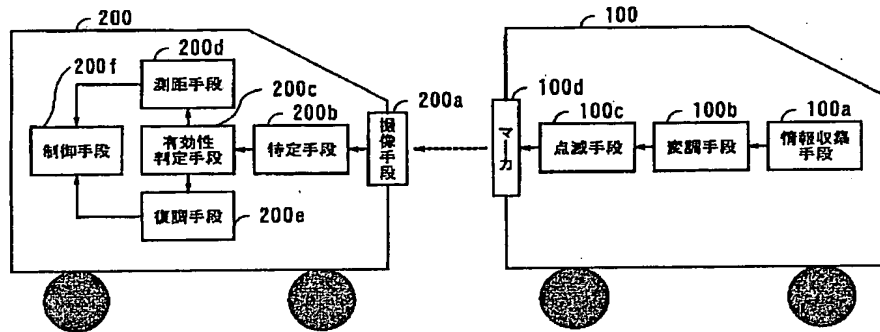 200
100
200d
200f
測距手段
200c
200b
200a
100d
100c
100b
100a
制御手段
有効性
判定手段
特定手段
撮像手段
マーカ
点滅手段
変調手段
情報収集
手段
復調手段
200e